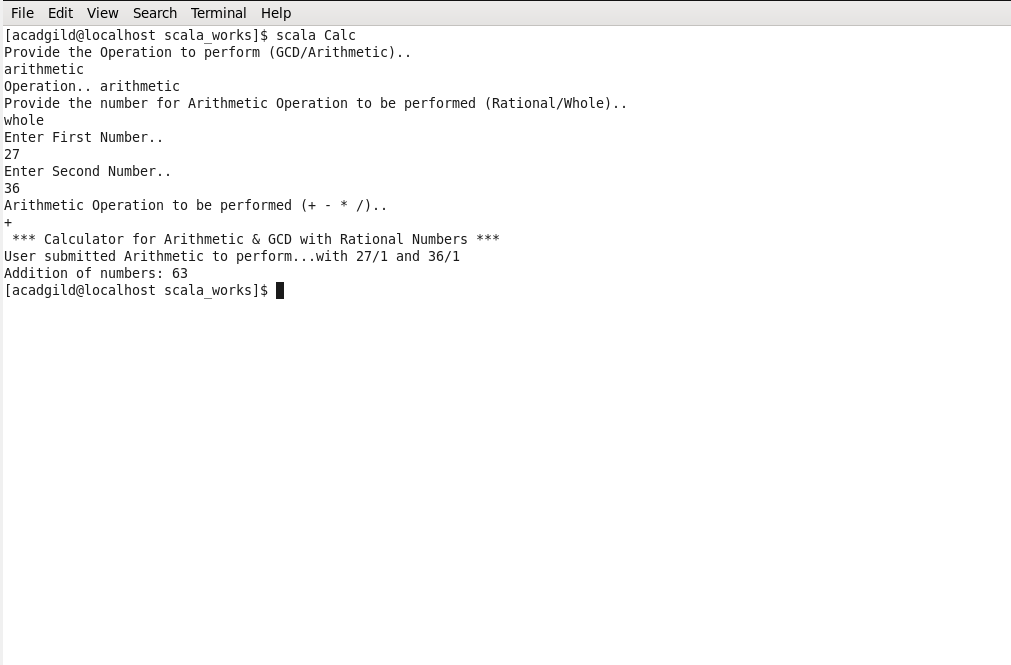 File Edit View Search Terminal Help
[acadgild@localhost scala_works]$ scala Calc
Provide the Operation to perform (GCD/Arithmetic)..
arithmetic
Operation.. arithmetic
Provide the number for Arithmetic Operation to be performed (Rational/Whole)..
whole
Enter First Number..
27
Enter Second Number..
36
Arithmetic Operation to be performed (+ - * /)..
+
 *** Calculator for Arithmetic & GCD with Rational Numbers ***
User submitted Arithmetic to perform...with 27/1 and 36/1
Addition of numbers: 63
[acadgild@localhost scala_works]$